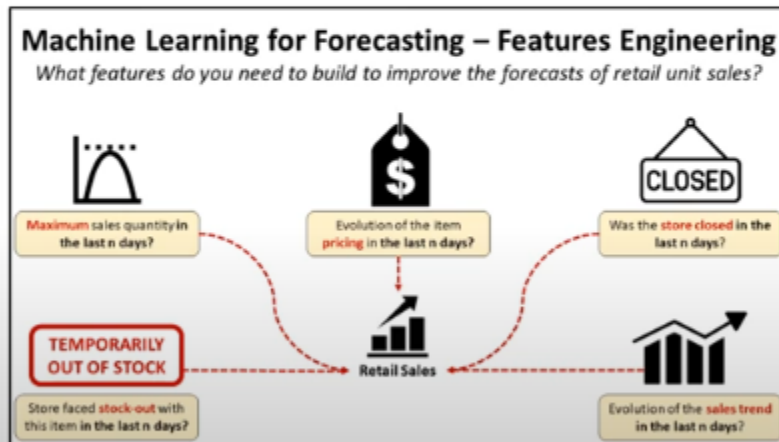 Machine Learning for Forecasting – Features Engineering
What features do you need to build to improve the forecasts of retail unit sales?
$
CLOSED
Maximum sales quantity in
the last n days?
Evolution of the item
pricing in the last n days?
Was the store closed in the
last n days?
TEMPORARILY
OUT OF STOCK
Retail Sales
Store faced stock-out with
this item in the last n days?
Evolution of the sales trend
in the last n days?